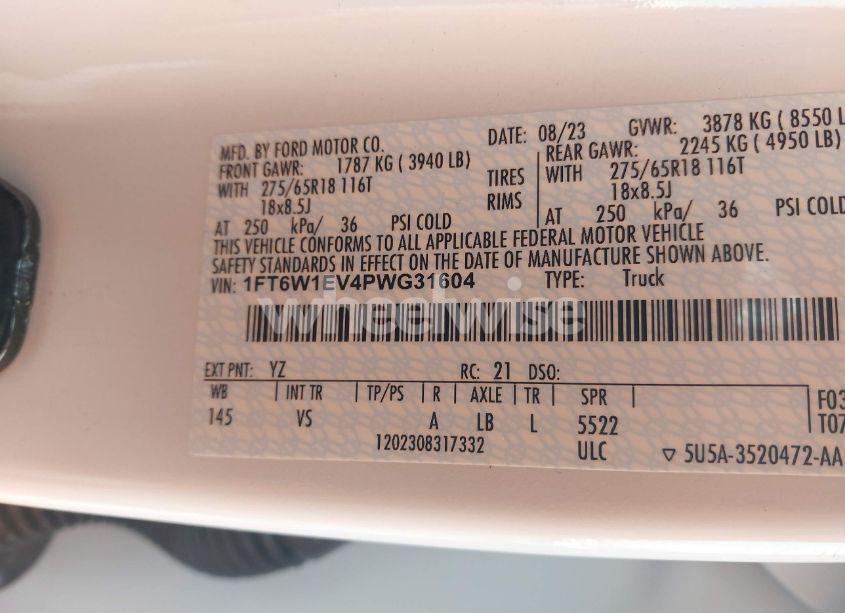 MFD. BY FORD MOTOR CO. DATE: 08/23 GVWR: 3878 KG ( 8550 L
FRONT GAWR: 1787 KG ( 3940 LB) REAR GAWR: 2245 KG ( 4950 LB)
WITH 275/65R18 116T TIRES WITH 275/65R18 116T
18x8.5J RIMS 18x8.5J
AT 250 kPa/ 36 PSI COLD AT 250 kPa/ 36 PSI COLD
THIS VEHICLE CONFORMS TO ALL APPLICABLE FEDERAL MOTOR VEHICLE
SAFETY STANDARDS IN EFFECT ON THE DATE OF MANUFACTURE SHOWN ABOVE.
VIN: 1FT6W1EV4PWG31604 TYPE: Truck
wheelwise
EXT PNT: YZ RC: 21 DSO:
WB INT TR TP/PS R AXLE TR SPR F03
145 VS A LB L 5522 T07
1202308317332 ULC ▽ 5U5A-3520472-AA